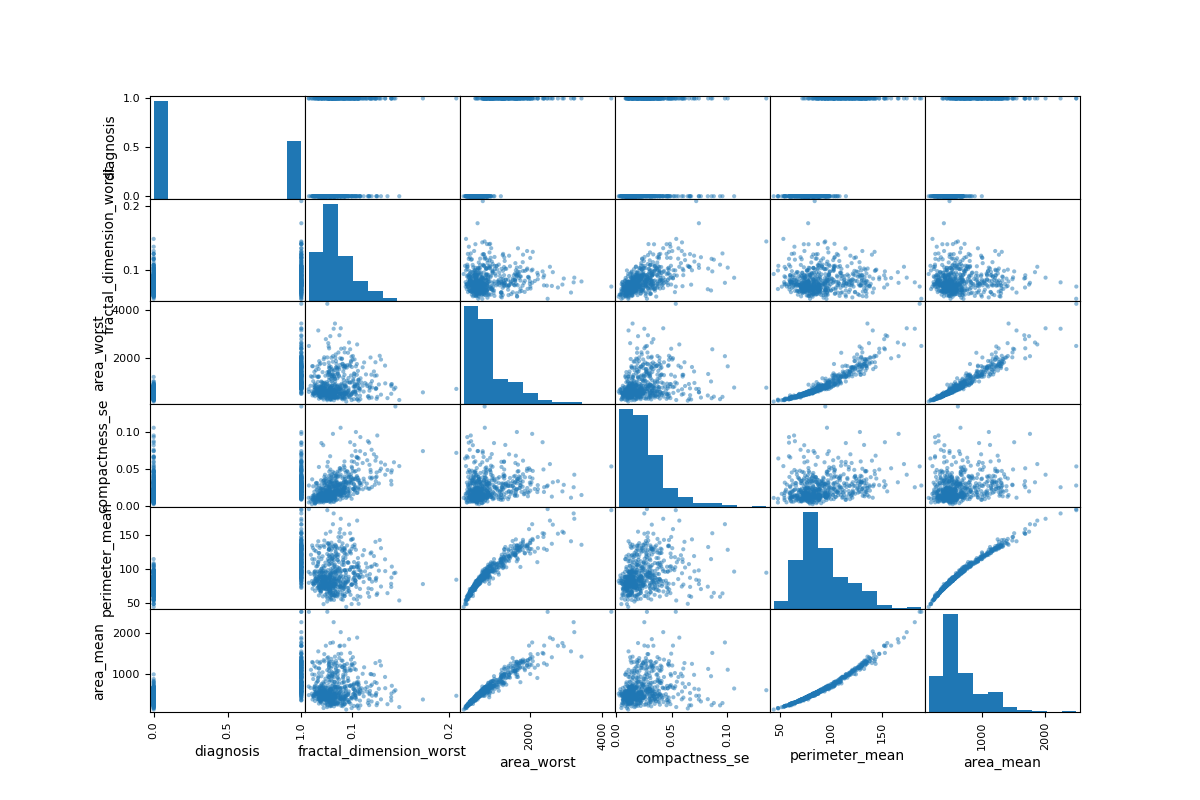 1.0
0.5
0.0
diagnosis
0.2
0.1
fractal_dimension_worst
4000
2000
area_worst
0.10
0.05
0.00
compactness_se
150
100
50
perimeter_mean
2000
1000
area_mean
0.0 0.5 1.0 0.1 0.2 2000 4000 0.00 0.05 0.10 50 100 150 1000 2000
diagnosis fractal_dimension_worst area_worst compactness_se perimeter_mean area_mean